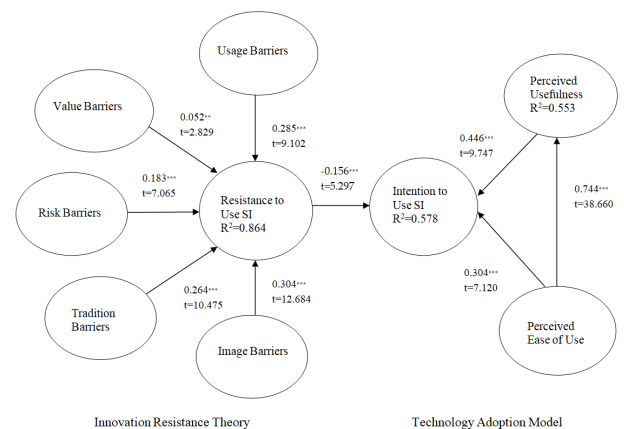 Usage Barriers
Perceived
Usefulness
R²=0.553
Value Barriers
0.052**
t=2.829
0.285***
t=9.102
0.446***
t=9.747
0.183***
t=7.065
-0.156***
t=5.297
0.744***
t=38.660
Risk Barriers
Resistance to
Use SI
R²=0.864
Intention to
Use SI
R²=0.578
0.264***
t=10.475
0.304***
t=12.684
0.304***
t=7.120
Tradition
Barriers
Image Barriers
Perceived
Ease of Use
Innovation Resistance Theory
Technology Adoption Model